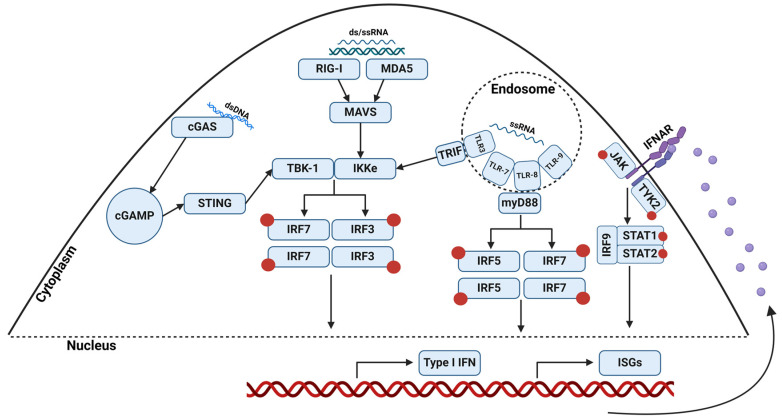 ds/ssRNA
RIG-I
MDA5
MAVS
dsDNA
cGAS
cGAMP
STING
TBK-1
IKKe
IRF7
IRF3
IRF7
IRF3
Endosome
ssRNA
TRIF
TLR3
TLR-7
TLR-8
TLR-9
myD88
IRF5
IRF7
IRF5
IRF7
IFNAR
JAK
TYK2
IRF9
STAT1
STAT2
Cytoplasm
Nucleus
Type I IFN
ISGs